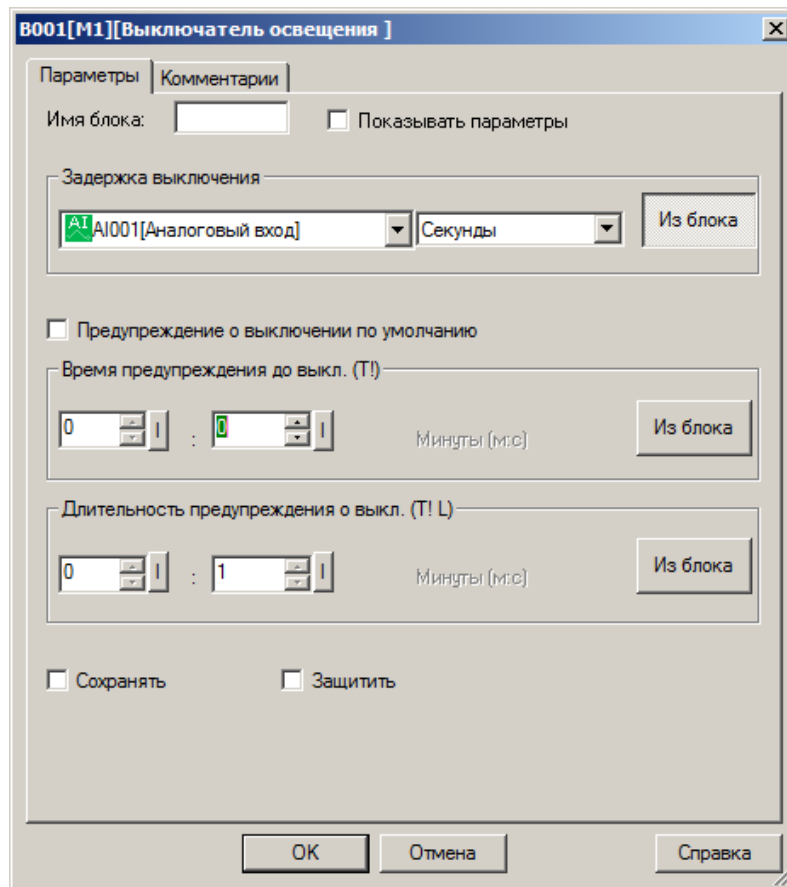 B001[M1][Выключатель освещения ]
Параметры Комментарии
Имя блока: Показывать параметры
Задержка выключения
AI AI001[Аналоговый вход] Секунды Из блока
Предупреждение о выключении по умолчанию
Время предупреждения до выкл. (T!)
0 : 0 Минуты (м:с) Из блока
Длительность предупреждения о выкл. (T! L)
0 : 1 Минуты (м:с) Из блока
Сохранять Защитить
OK Отмена Справка